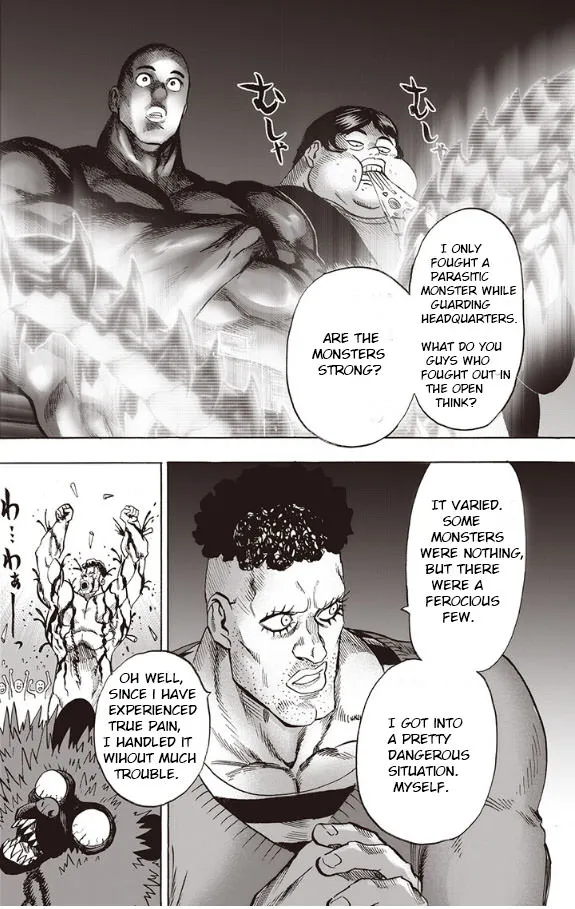 むしゃ
むしゃ
I ONLY
FOUGHT A
PARASITIC
MONSTER WHILE
GUARDING
HEADQUARTERS.
WHAT DO YOU
GUYS WHO
FOUGHT OUT IN
THE OPEN
THINK?
ARE THE
MONSTERS
STRONG?
IT VARIED.
SOME
MONSTERS
WERE NOTHING,
BUT THERE
WERE A
FEROCIOUS
FEW.
I GOT INTO
A PRETTY
DANGEROUS
SITUATION.
MYSELF.
OH WELL,
SINCE I HAVE
EXPERIENCED
TRUE PAIN,
I HANDLED IT
WIHOUT MUCH
TROUBLE.
わ…わぁー